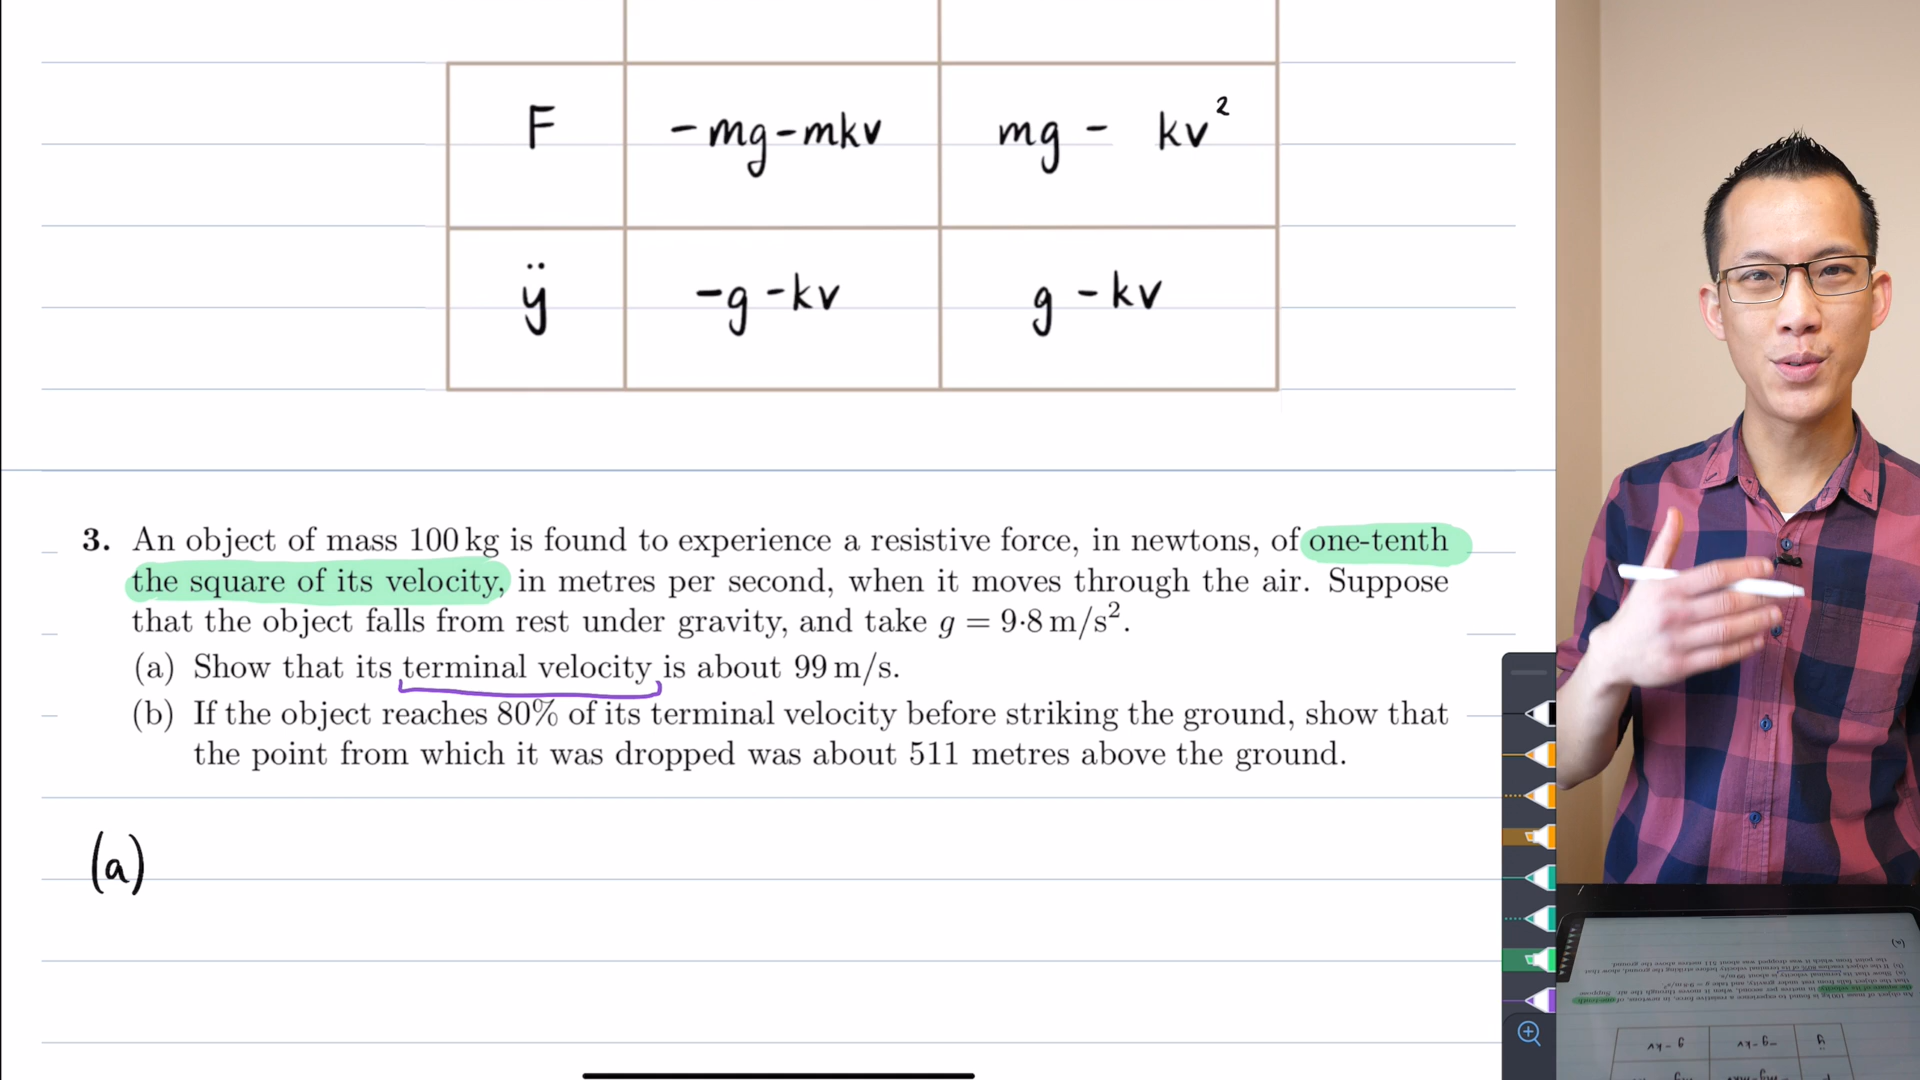 F -mg-mkv mg - kv²
ÿ -g-kv g-kv
3. An object of mass 100 kg is found to experience a resistive force, in newtons, of one-tenth
the square of its velocity, in metres per second, when it moves through the air. Suppose
that the object falls from rest under gravity, and take g = 9·8 m/s².
(a) Show that its terminal velocity is about 99 m/s.
(b) If the object reaches 80% of its terminal velocity before striking the ground, show that
the point from which it was dropped was about 511 metres above the ground.
(a)